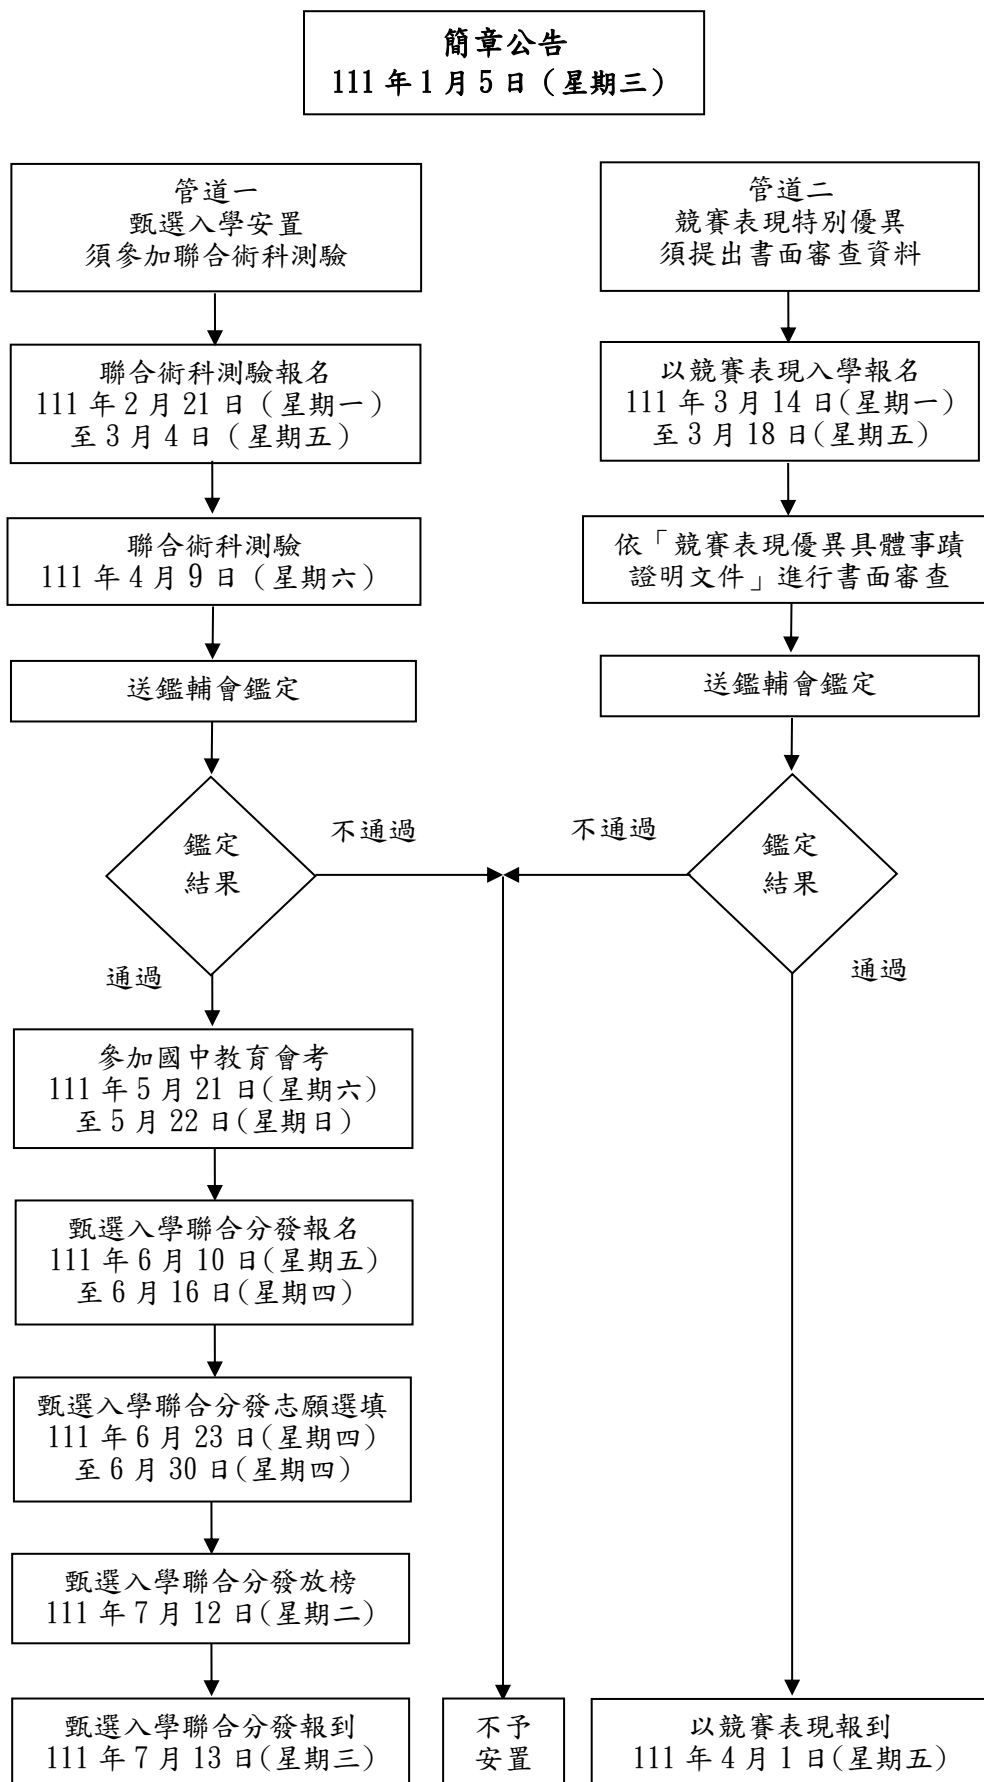 簡章公告
111 年 1 月 5 日（星期三）
管道一
甄選入學安置
須參加聯合術科測驗
管道二
競賽表現特別優異
須提出書面審查資料
聯合術科測驗報名
111 年 2 月 21 日（星期一）
至 3 月 4 日（星期五）
以競賽表現入學報名
111 年 3 月 14 日(星期一)
至 3 月 18 日(星期五)
聯合術科測驗
111 年 4 月 9 日（星期六）
依「競賽表現優異具體事蹟
證明文件」進行書面審查
送鑑輔會鑑定
送鑑輔會鑑定
鑑定
結果
不通過
不通過
鑑定
結果
通過
通過
參加國中教育會考
111 年 5 月 21 日(星期六)
至 5 月 22 日(星期日)
甄選入學聯合分發報名
111 年 6 月 10 日(星期五)
至 6 月 16 日(星期四)
甄選入學聯合分發志願選填
111 年 6 月 23 日(星期四)
至 6 月 30 日(星期四)
甄選入學聯合分發放榜
111 年 7 月 12 日(星期二)
甄選入學聯合分發報到
111 年 7 月 13 日(星期三)
不予
安置
以競賽表現報到
111 年 4 月 1 日(星期五)